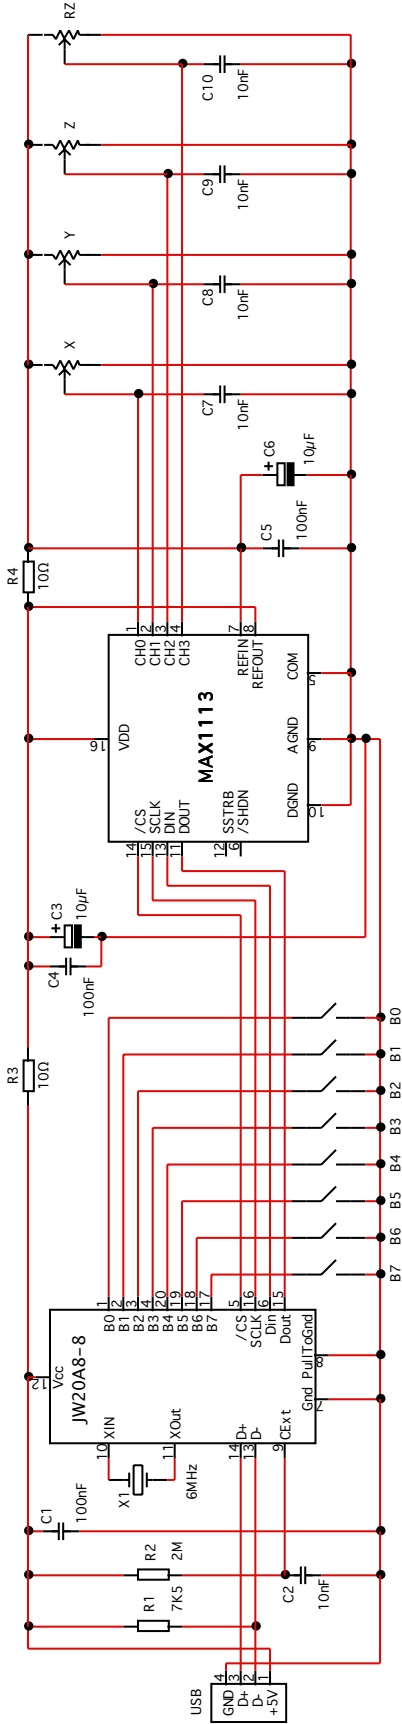 RZ
C10
10nF
Z
C9
10nF
Y
C8
10nF
X
C7
10nF
+
C6
10µF
C5
100nF
R4
10Ω
1
2
3
4
7
8
CH0
CH1
CH2
CH3
REFIN
REFOUT
16
VDD
MAX1113
COM
5
AGND
9
DGND
10
/CS
SCLK
DIN
DOUT
SSTRB
/SHDN
14
15
13
11
12
6
+
C3
10µF
C4
100nF
R3
10Ω
B0
B1
B2
B3
B4
B5
B6
B7
1
2
3
4
20
19
18
17
5
16
6
15
B0
B1
B2
B3
B4
B5
B6
B7
/CS
SCLK
Din
Dout
12
Vcc
JW20A8-8
PullToGnd
8
Gnd
7
XIN
XOut
D+
D-
CExt
10
11
14
13
9
X1
6MHz
C1
100nF
R2
2M
C2
10nF
R1
7K5
USB
4
3
2
1
GND
D+
D-
+5V